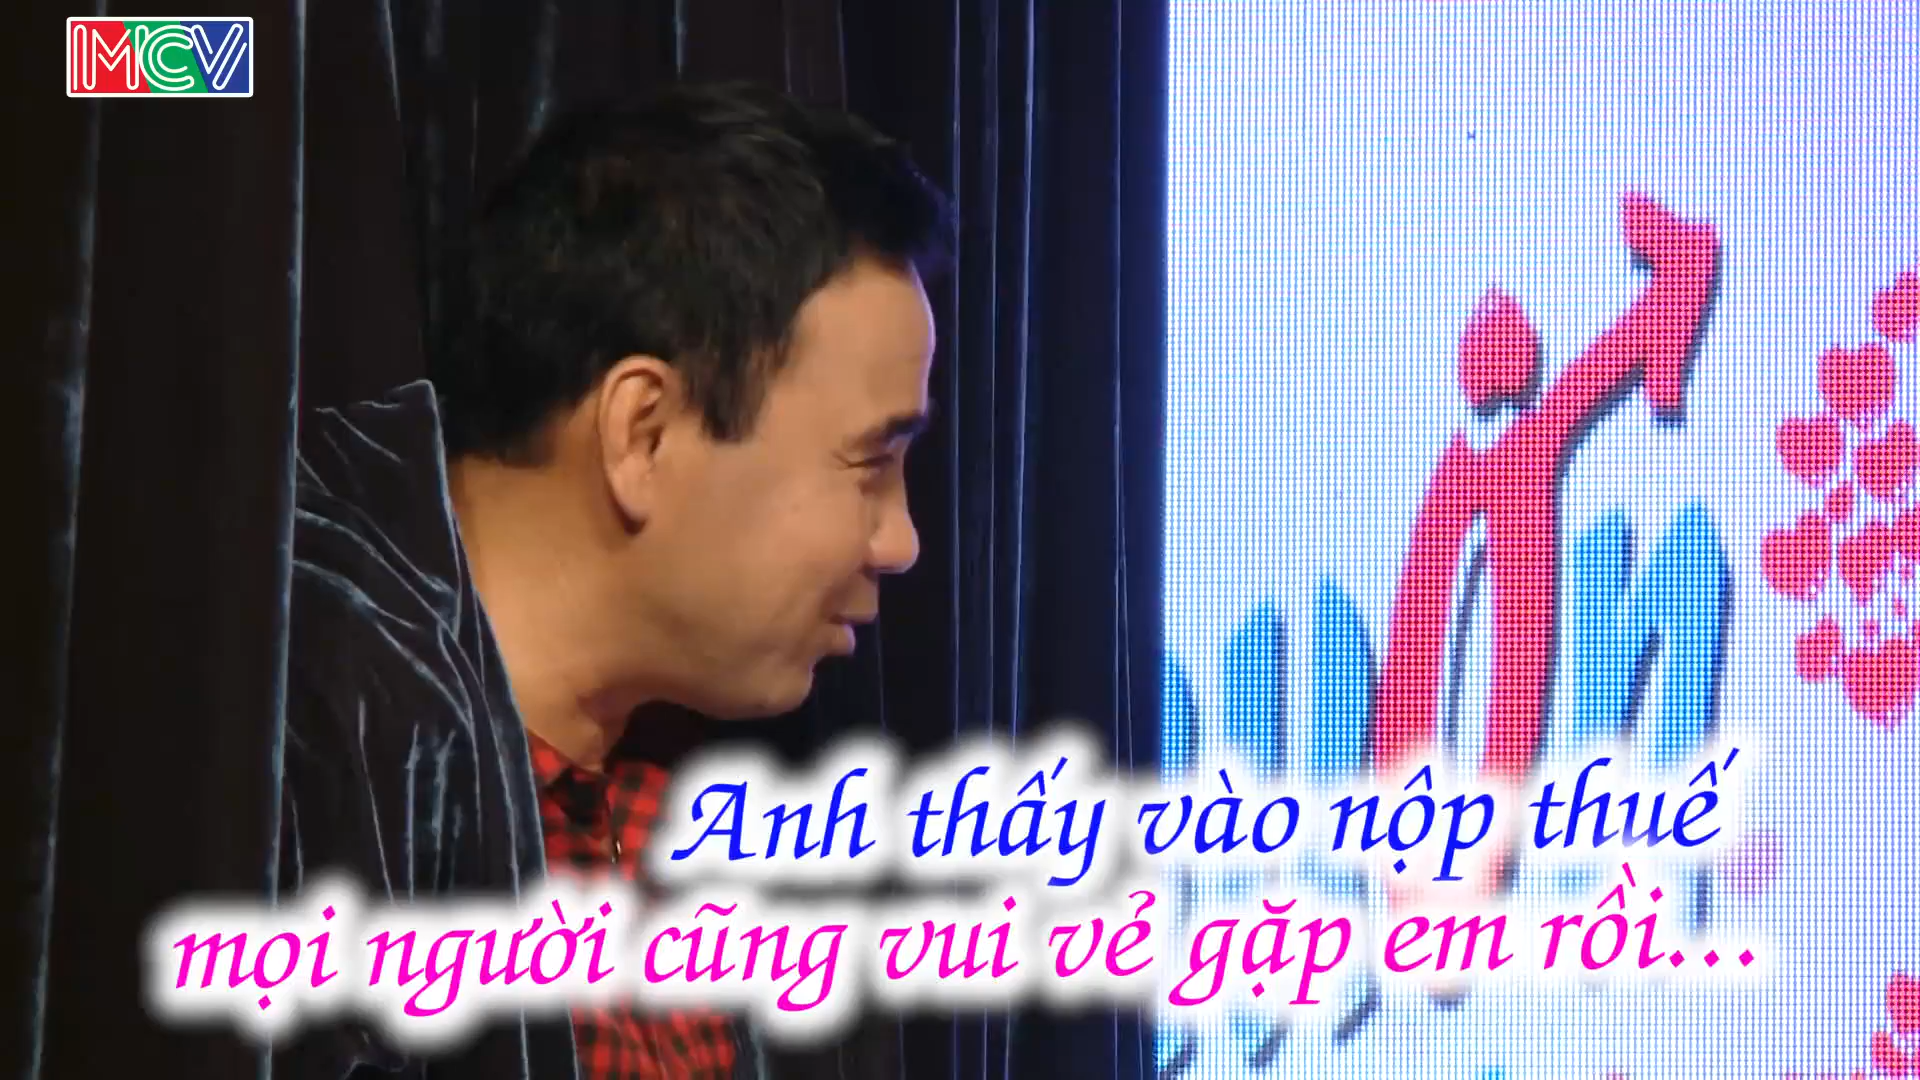 MCV
Anh thấy vào nộp thuế
mọi người cũng vui vẻ gặp em rồi...